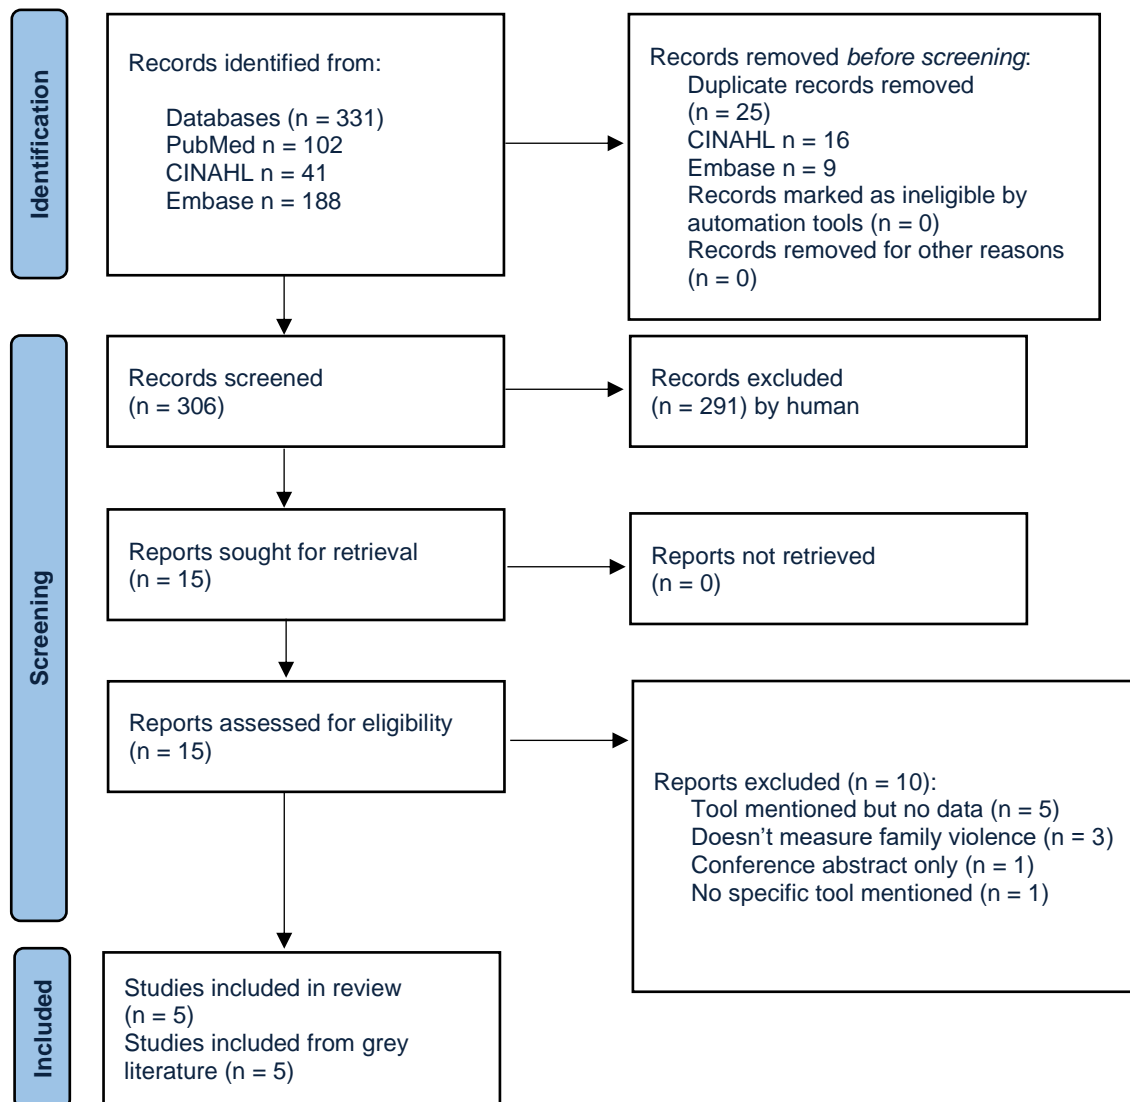 Identification
Records identified from:
Databases (n = 331)
PubMed n = 102
CINAHL n = 41
Embase n = 188
Records removed before screening:
Duplicate records removed
(n = 25)
CINAHL n = 16
Embase n = 9
Records marked as ineligible by
automation tools (n = 0)
Records removed for other reasons
(n = 0)
Screening
Records screened
(n = 306)
Records excluded
(n = 291) by human
Reports sought for retrieval
(n = 15)
Reports not retrieved
(n = 0)
Reports assessed for eligibility
(n = 15)
Reports excluded (n = 10):
Tool mentioned but no data (n = 5)
Doesn’t measure family violence (n = 3)
Conference abstract only (n = 1)
No specific tool mentioned (n = 1)
Included
Studies included in review
(n = 5)
Studies included from grey
literature (n = 5)